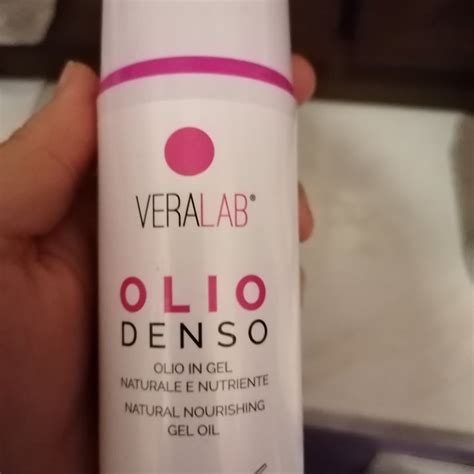 VERALAB®
OLIO
DENSO
OLIO IN GEL
NATURALE E NUTRIENTE
NATURAL NOURISHING
GEL OIL